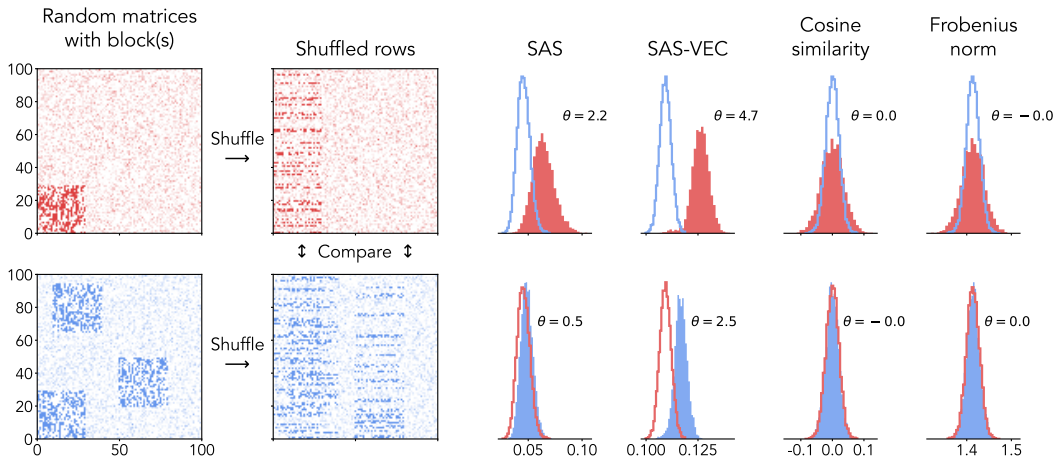 Random matrices
with block(s)
Shuffled rows
SAS
SAS-VEC
Cosine
similarity
Frobenius
norm
100
80
60
40
20
0
Shuffle
→
θ = 2.2
θ = 4.7
θ = 0.0
θ = −0.0
↕ Compare ↕
100
80
60
40
20
0
0
50
100
Shuffle
→
θ = 0.5
θ = 2.5
θ = −0.0
θ = 0.0
0.05
0.10
0.100
0.125
-0.1
0.0
0.1
1.4
1.5